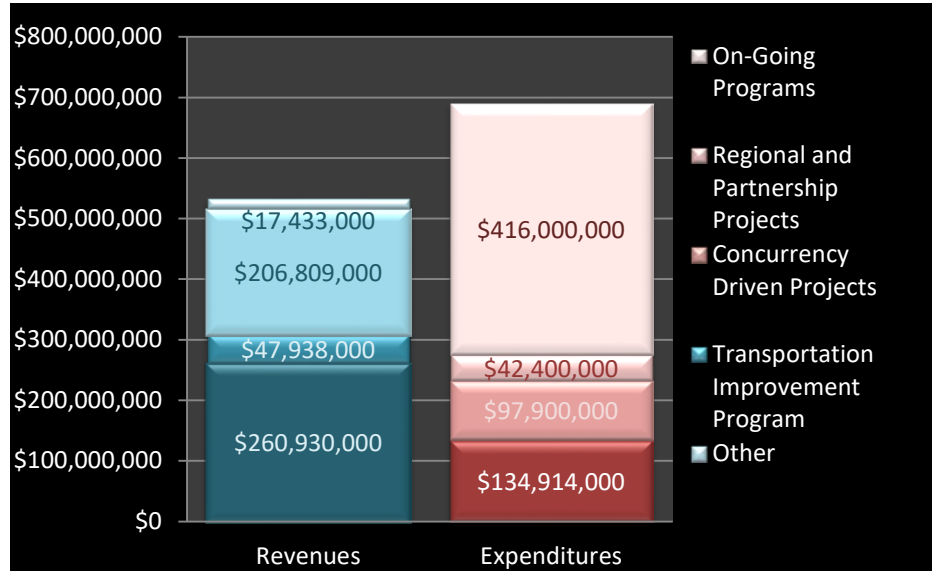 $800,000,000
$700,000,000
$600,000,000
$500,000,000
$400,000,000
$300,000,000
$200,000,000
$100,000,000
$0
$17,433,000
$206,809,000
$47,938,000
$260,930,000
$416,000,000
$42,400,000
$97,900,000
$134,914,000
Revenues
Expenditures
On-Going
Programs
Regional and
Partnership
Projects
Concurrency
Driven Projects
Transportation
Improvement
Program
Other